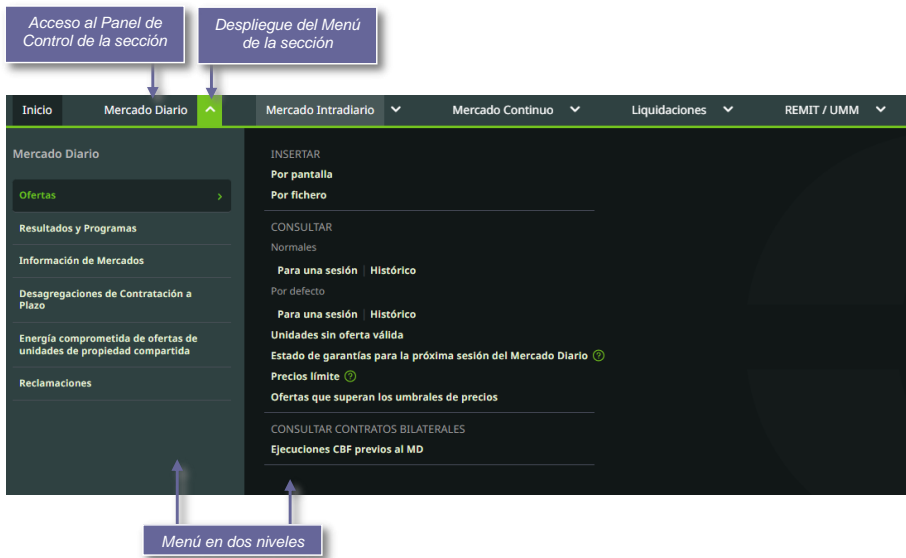 Acceso al Panel de
Control de la sección
Despliegue del Menú
de la sección
Inicio
Mercado Diario
Mercado Intradiario
Mercado Continuo
Liquidaciones
REMIT / UMM
Mercado Diario
Ofertas
Resultados y Programas
Información de Mercados
Desagregaciones de Contratación a
Plazo
Energía comprometida de ofertas de
unidades de propiedad compartida
Reclamaciones
INSERTAR
Por pantalla
Por fichero
CONSULTAR
Normales
Para una sesión | Histórico
Por defecto
Para una sesión | Histórico
Unidades sin oferta válida
Estado de garantías para la próxima sesión del Mercado Diario ?
Precios límite ?
Ofertas que superan los umbrales de precios
CONSULTAR CONTRATOS BILATERALES
Ejecuciones CBF previos al MD
Menú en dos niveles